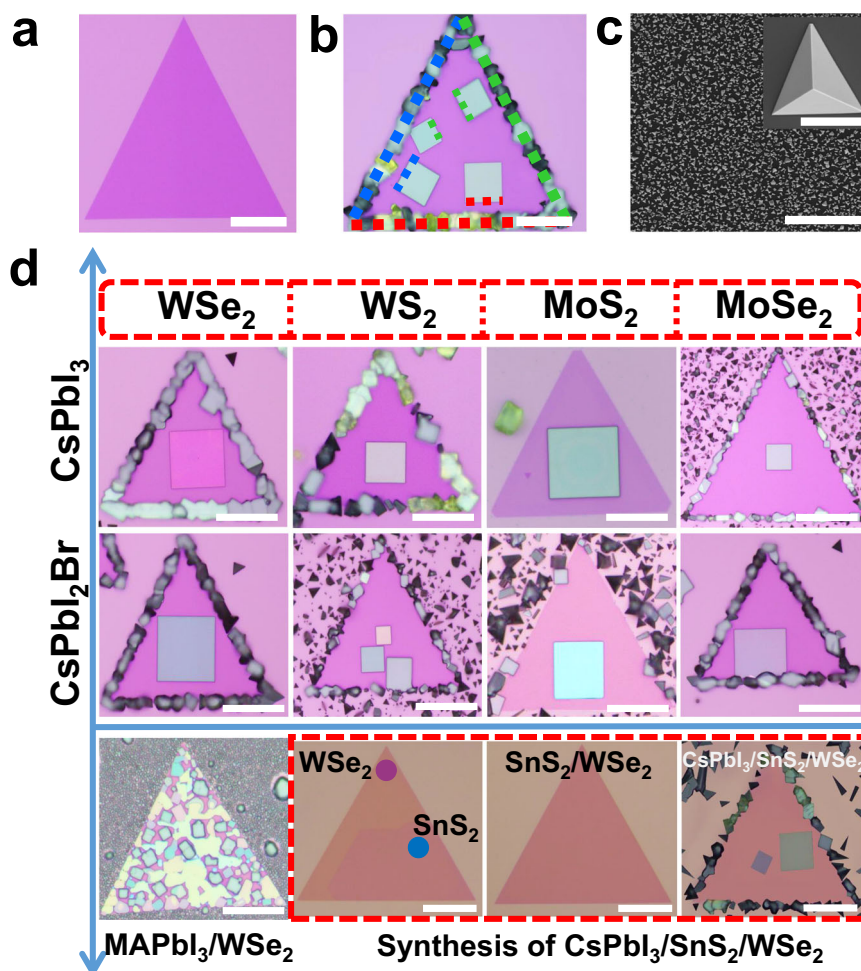 a
b
c
d
WSe₂
WS₂
MoS₂
MoSe₂
CsPbI₃
CsPbI₂Br
WSe₂
SnS₂
SnS₂/WSe₂
CsPbI₃/SnS₂/WSe₂
MAPbI₃/WSe₂
Synthesis of CsPbI₃/SnS₂/WSe₂